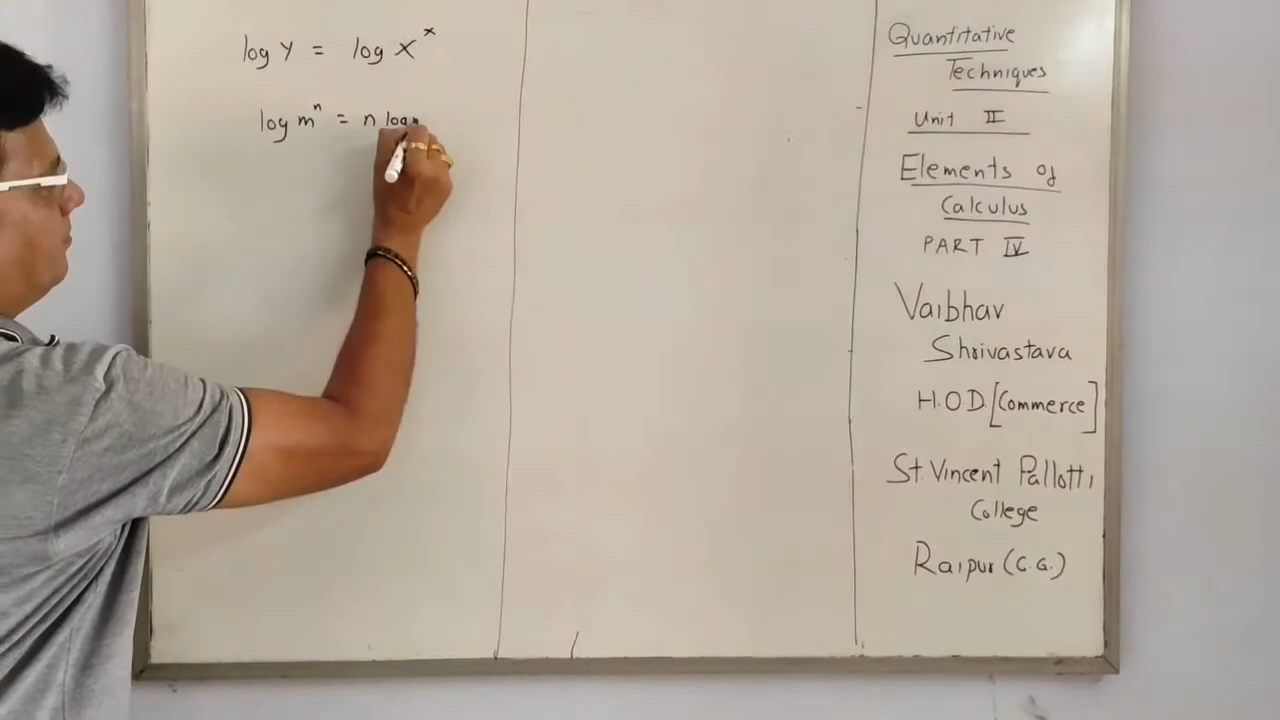 log Y = log X^x
log m^n = n log
Quantitative
Techniques
Unit II
Elements of
Calculus
PART IV
Vaibhav
Shrivastava
H.O.D. [Commerce]
St. Vincent Pallotti
College
Raipur (C.G.)